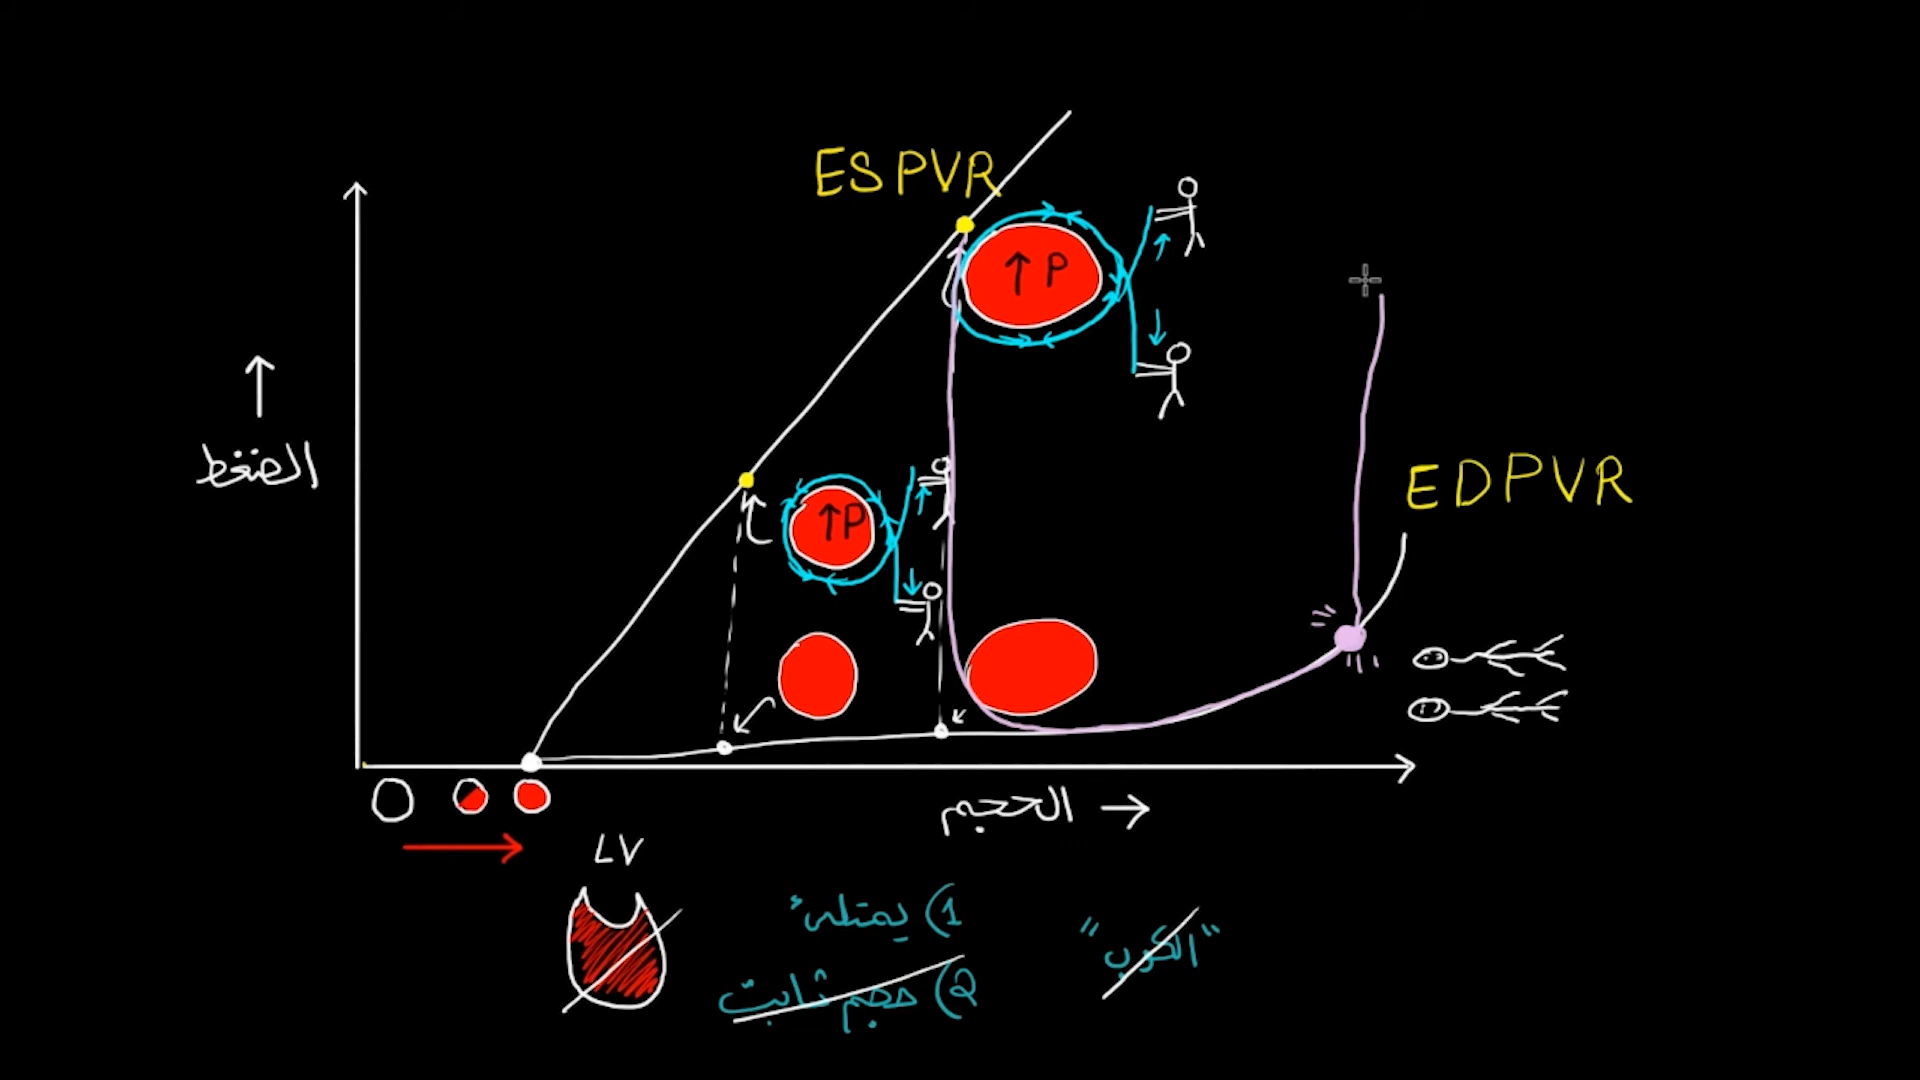 ESPVR
↑ P
EDPVR
الضغط
↑P
الحجم
LV
1) يمتلئ
"الكرب"
2) حجم ثابت